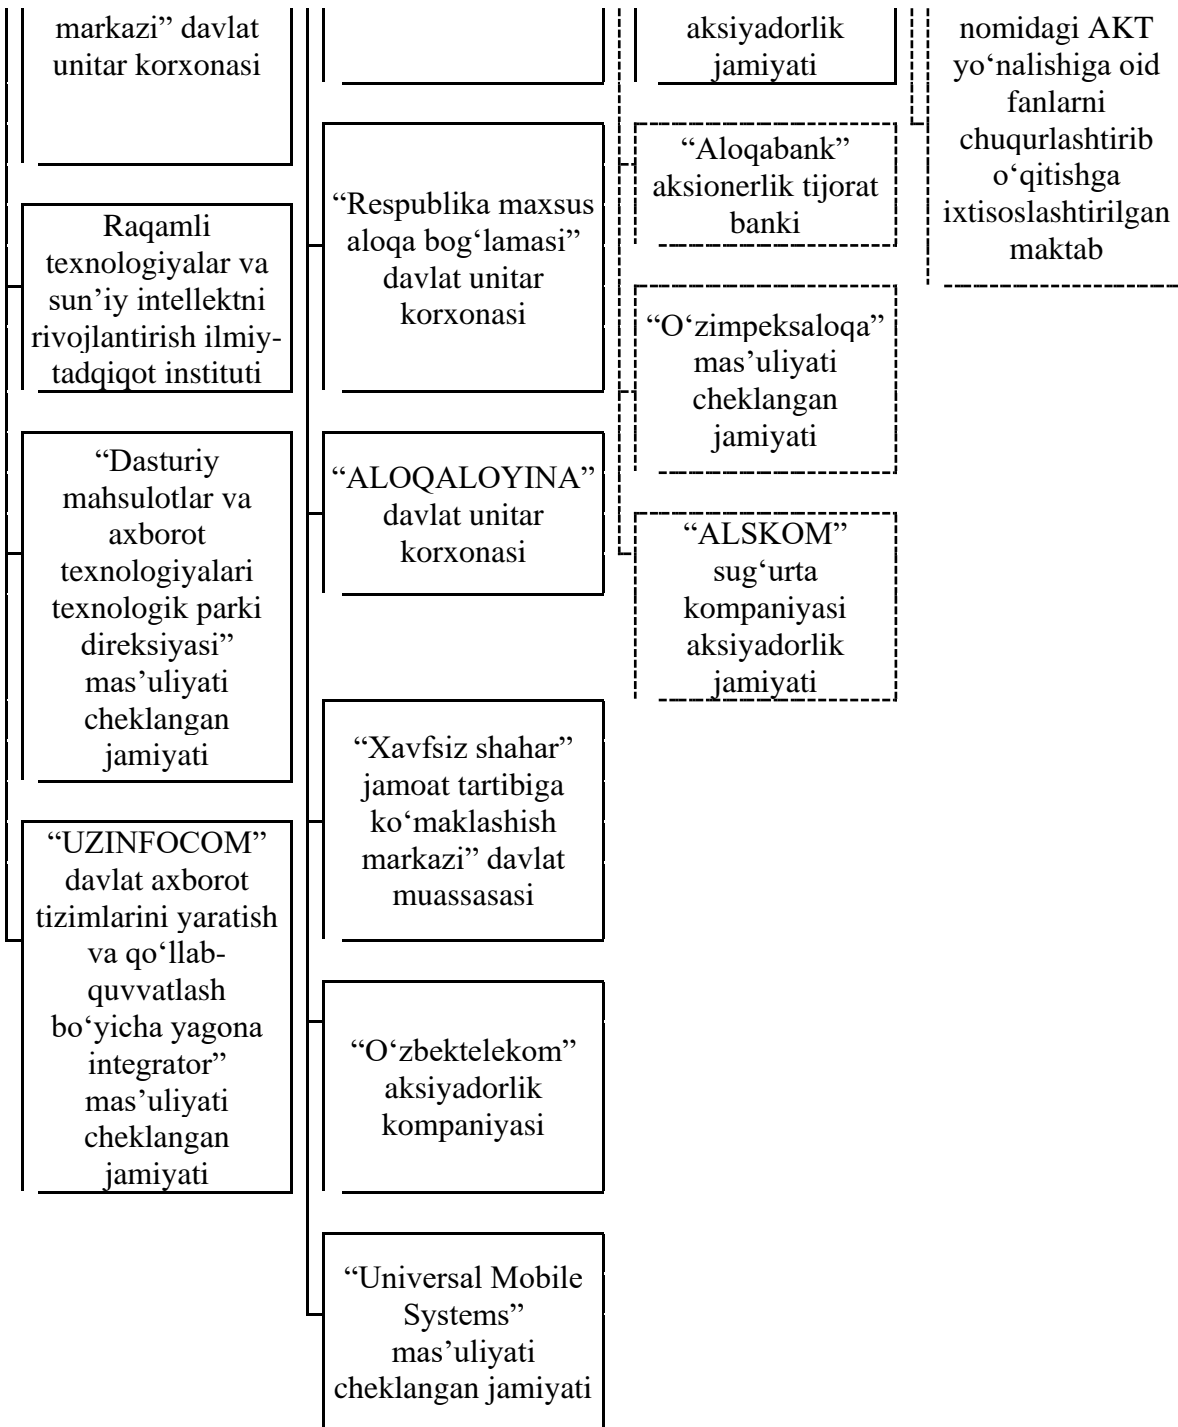 markazi” davlat
unitar korxonasi
Raqamli
texnologiyalar va
sun’iy intellektni
rivojlantirish ilmiy-
tadqiqot instituti
“Dasturiy
mahsulotlar va
axborot
texnologiyalari
texnologik parki
direksiyasi”
mas’uliyati
cheklangan
jamiyati
“UZINFOCOM”
davlat axborot
tizimlarini yaratish
va qo‘llab-
quvvatlash
bo‘yicha yagona
integrator”
mas’uliyati
cheklangan
jamiyati
“Respublika maxsus
aloqa bog‘lamasi”
davlat unitar
korxonasi
“ALOQALOYINA”
davlat unitar
korxonasi
“Xavfsiz shahar”
jamoat tartibiga
ko‘maklashish
markazi” davlat
muassasasi
“O‘zbektelekom”
aksiyadorlik
kompaniyasi
“Universal Mobile
Systems”
mas’uliyati
cheklangan jamiyati
aksiyadorlik
jamiyati
“Aloqabank”
aksionerlik tijorat
banki
“O‘zimpeksaloqa”
mas’uliyati
cheklangan
jamiyati
“ALSKOM”
sug‘urta
kompaniyasi
aksiyadorlik
jamiyati
nomidagi AKT
yo‘nalishiga oid
fanlarni
chuqurlashtirib
o‘qitishga
ixtisoslashtirilgan
maktab